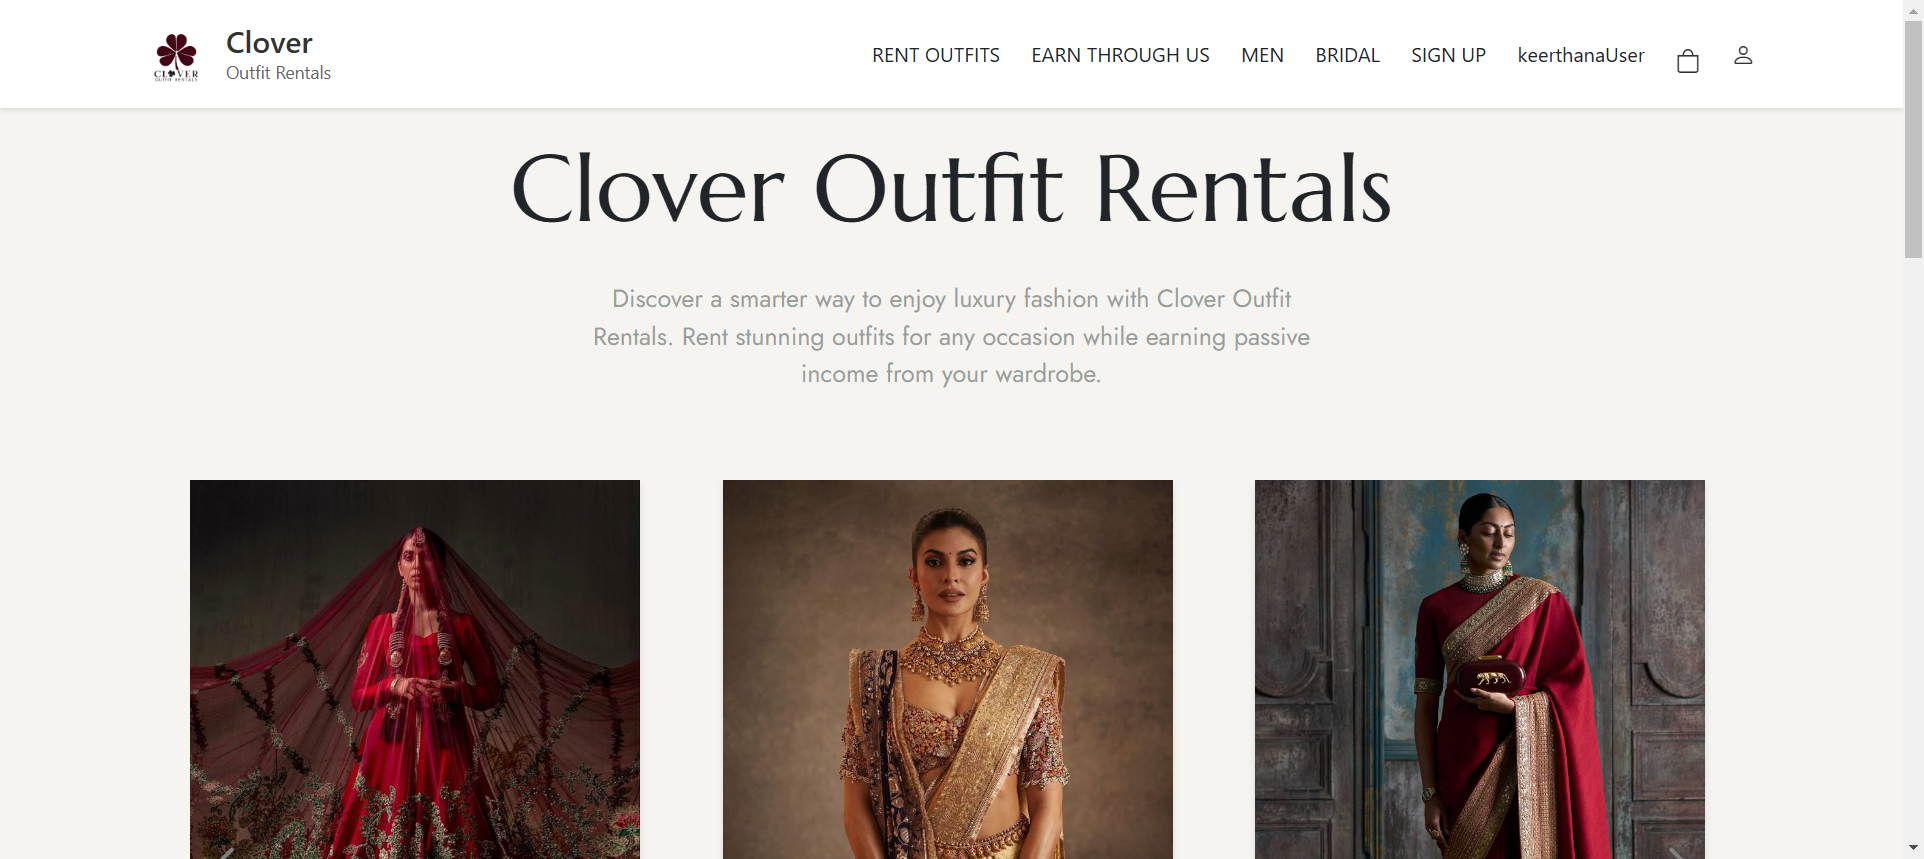 CLOVER
OUTFIT RENTALS
Clover
Outfit Rentals
RENT OUTFITS
EARN THROUGH US
MEN
BRIDAL
SIGN UP
keerthanaUser
Clover Outfit Rentals
Discover a smarter way to enjoy luxury fashion with Clover Outfit
Rentals. Rent stunning outfits for any occasion while earning passive
income from your wardrobe.